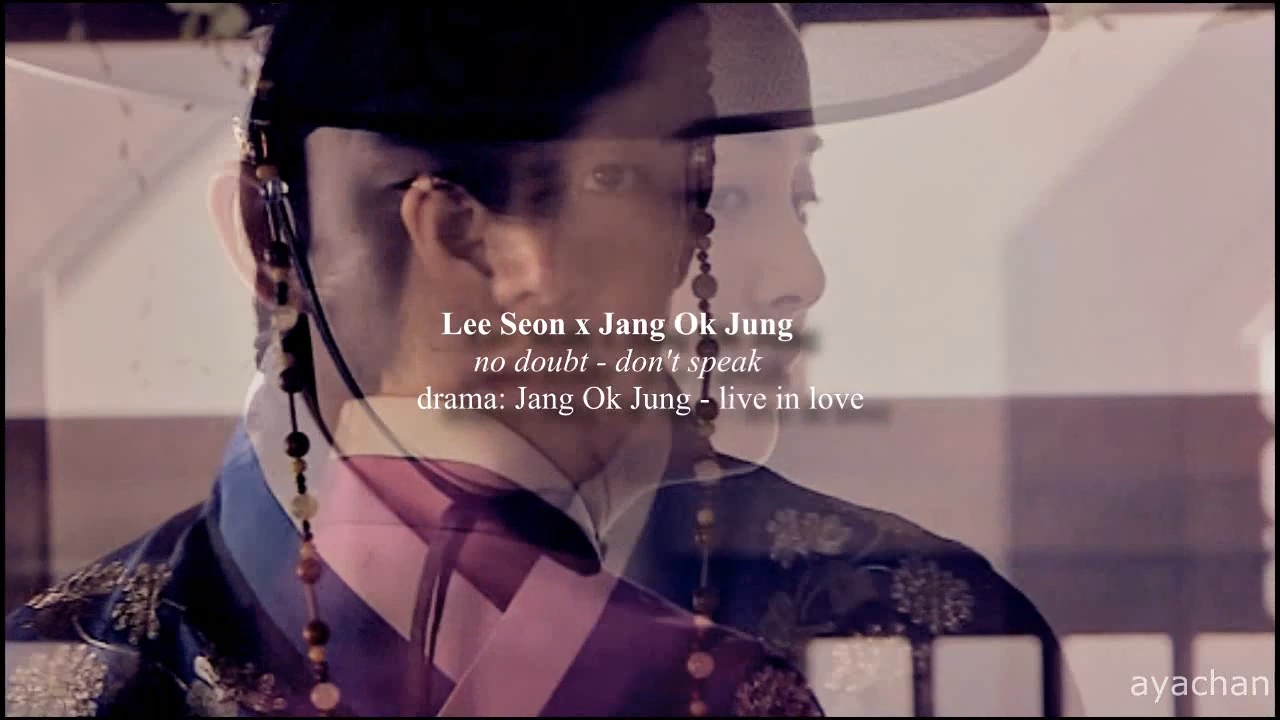 Lee Seon x Jang Ok Jung
no doubt - don't speak
drama: Jang Ok Jung - live in love
ayachan